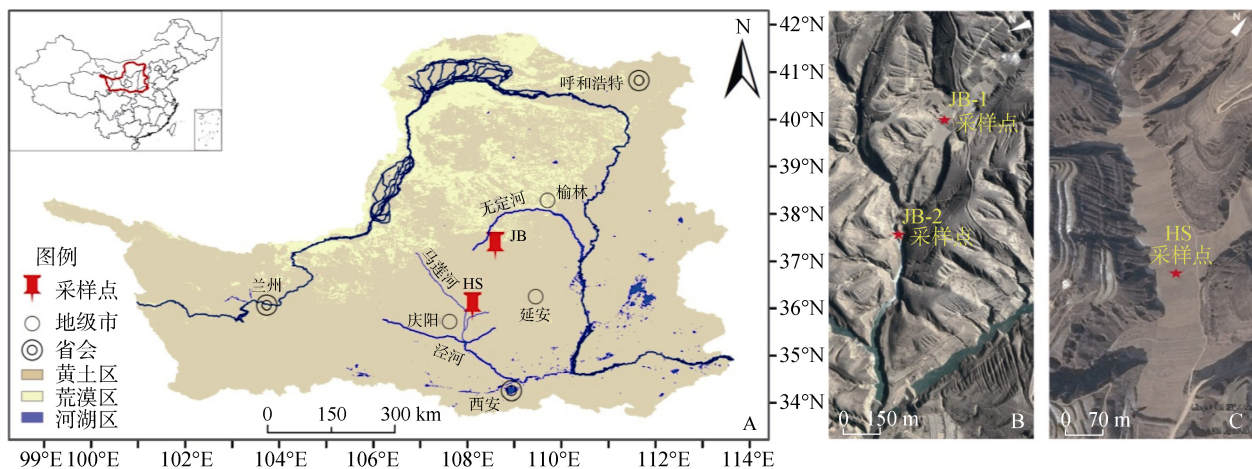 N
呼和浩特
榆林
无定河
JB
马莲河
HS
兰州
庆阳
延安
泾河
西安
图例
采样点
地级市
省会
黄土区
荒漠区
河湖区
0 150 300 km
A
42°N
41°N
40°N
39°N
38°N
37°N
36°N
35°N
34°N
99°E 100°E 102°E 104°E 106°E 108°E 110°E 112°E 114°E
N
JB-1
采样点
JB-2
采样点
0 150 m
B
N
HS
采样点
0 70 m
C